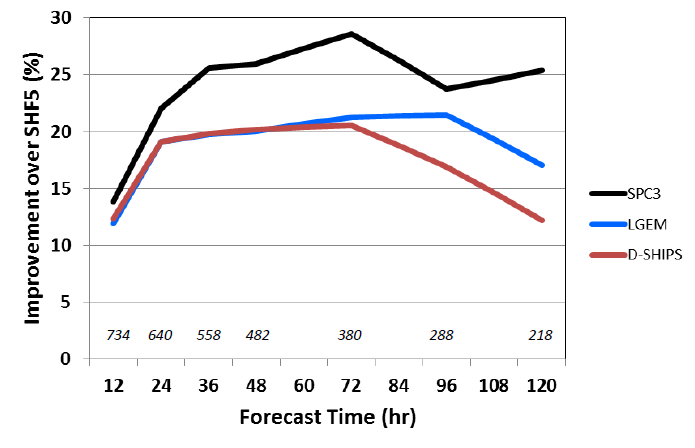 30
25
20
15
10
5
0
Improvement over SHF5 (%)
734 640 558 482 380 288 218
12 24 36 48 60 72 84 96 108 120
Forecast Time (hr)
SPC3
LGEM
D-SHIPS